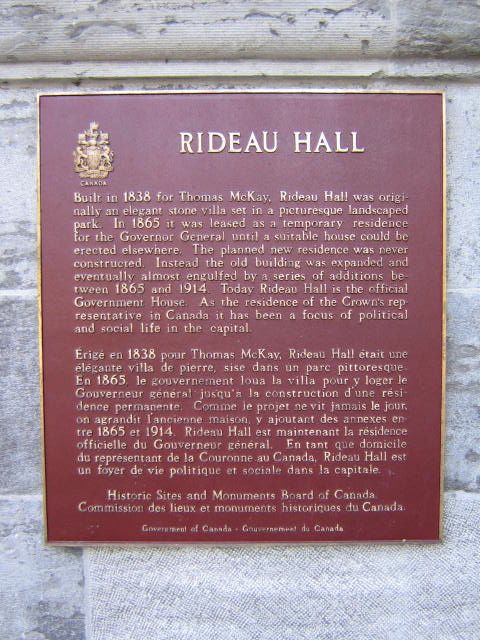 RIDEAU HALL
CANADA
Built in 1838 for Thomas McKay, Rideau Hall was origi-
nally an elegant stone villa set in a picturesque landscaped
park. In 1865 it was leased as a temporary residence
for the Governor General until a suitable house could be
erected elsewhere. The planned new residence was never
constructed. Instead the old building was expanded and
eventually almost engulfed by a series of additions be-
tween 1865 and 1914. Today Rideau Hall is the official
Government House. As the residence of the Crown's rep-
resentative in Canada it has been a focus of political
and social life in the capital.
Érigé en 1838 pour Thomas McKay, Rideau Hall était une
élégante villa de pierre, sise dans un parc pittoresque.
En 1865, le gouvernement loua la villa pour y loger le
Gouverneur général jusqu'à la construction d'une rési-
dence permanente. Comme le projet ne vit jamais le jour,
on agrandit l'ancienne maison, y ajoutant des annexes en-
tre 1865 et 1914. Rideau Hall est maintenant la résidence
officielle du Gouverneur général. En tant que domicile
du représentant de la Couronne au Canada, Rideau Hall est
un foyer de vie politique et sociale dans la capitale.
Historic Sites and Monuments Board of Canada.
Commission des lieux et monuments historiques du Canada.
Government of Canada - Gouvernement du Canada